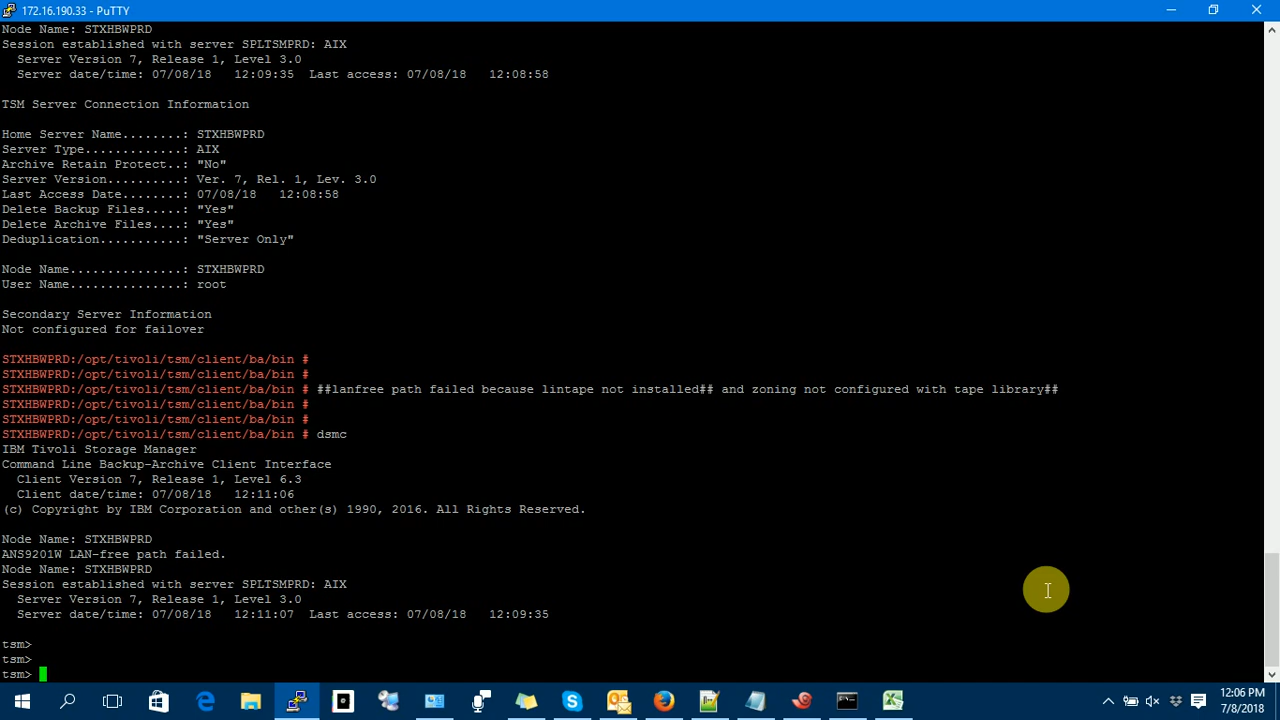 172.16.190.33 - PuTTY
Node Name: STXHBWPRD
Session established with server SPLTSMPRD: AIX
  Server Version 7, Release 1, Level 3.0
  Server date/time: 07/08/18   12:09:35  Last access: 07/08/18   12:08:58
TSM Server Connection Information
Home Server Name........: STXHBWPRD
Server Type.............: AIX
Archive Retain Protect..: "No"
Server Version..........: Ver. 7, Rel. 1, Lev. 3.0
Last Access Date........: 07/08/18   12:08:58
Delete Backup Files.....: "Yes"
Delete Archive Files....: "Yes"
Deduplication...........: "Server Only"
Node Name...............: STXHBWPRD
User Name...............: root
Secondary Server Information
Not configured for failover
STXHBWPRD:/opt/tivoli/tsm/client/ba/bin #
STXHBWPRD:/opt/tivoli/tsm/client/ba/bin #
STXHBWPRD:/opt/tivoli/tsm/client/ba/bin # ##lanfree path failed because lintape not installed## and zoning not configured with tape library##
STXHBWPRD:/opt/tivoli/tsm/client/ba/bin #
STXHBWPRD:/opt/tivoli/tsm/client/ba/bin #
STXHBWPRD:/opt/tivoli/tsm/client/ba/bin # dsmc
IBM Tivoli Storage Manager
Command Line Backup-Archive Client Interface
  Client Version 7, Release 1, Level 6.3
  Client date/time: 07/08/18   12:11:06
(c) Copyright by IBM Corporation and other(s) 1990, 2016. All Rights Reserved.
Node Name: STXHBWPRD
ANS9201W LAN-free path failed.
Node Name: STXHBWPRD
Session established with server SPLTSMPRD: AIX
  Server Version 7, Release 1, Level 3.0
  Server date/time: 07/08/18   12:11:07  Last access: 07/08/18   12:09:35
tsm>
tsm>
tsm>
12:06 PM
7/8/2018